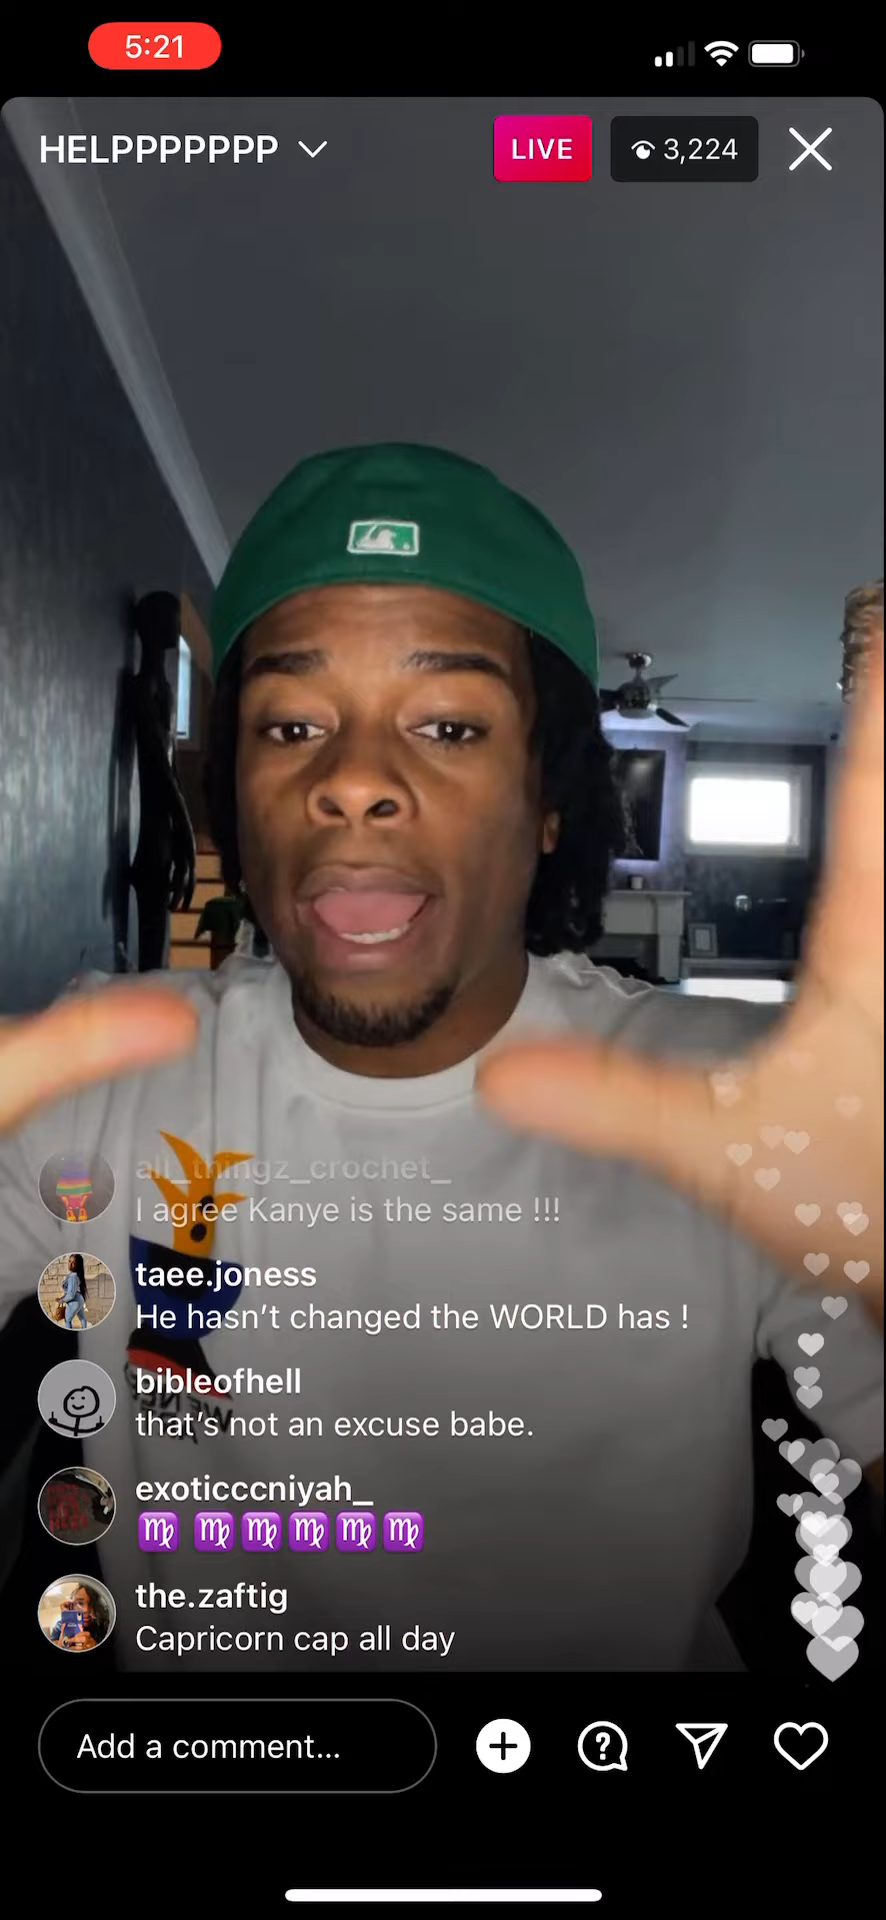 5:21
HELPPPPPPP
LIVE
3,224
all_thingz_crochet_
I agree Kanye is the same !!!
taee.joness
He hasn’t changed the WORLD has !
bibleofhell
that’s not an excuse babe.
exoticccniyah_
♍ ♍♍♍♍♍
the.zaftig
Capricorn cap all day
Add a comment...